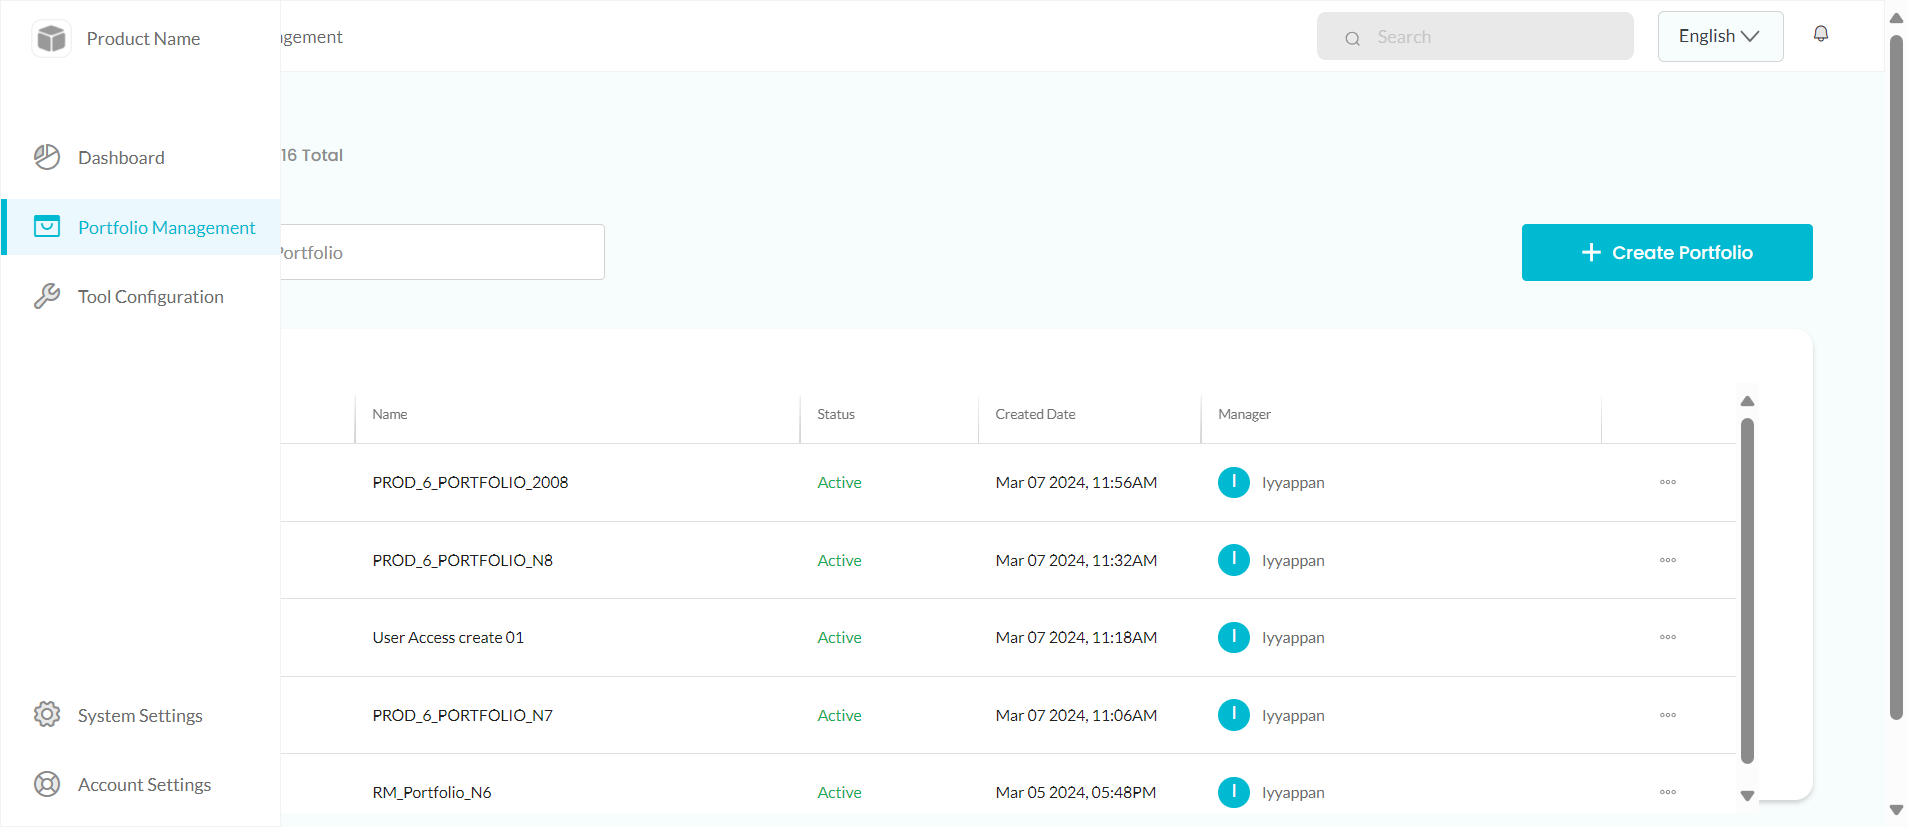 Product Name
Search
English
Dashboard
16 Total
Portfolio Management
Portfolio
Create Portfolio
Tool Configuration
Name Status Created Date Manager
PROD_6_PORTFOLIO_2008 Active Mar 07 2024, 11:56AM I Iyyappan
PROD_6_PORTFOLIO_N8 Active Mar 07 2024, 11:32AM I Iyyappan
User Access create 01 Active Mar 07 2024, 11:18AM I Iyyappan
System Settings
PROD_6_PORTFOLIO_N7 Active Mar 07 2024, 11:06AM I Iyyappan
Account Settings
RM_Portfolio_N6 Active Mar 05 2024, 05:48PM I Iyyappan